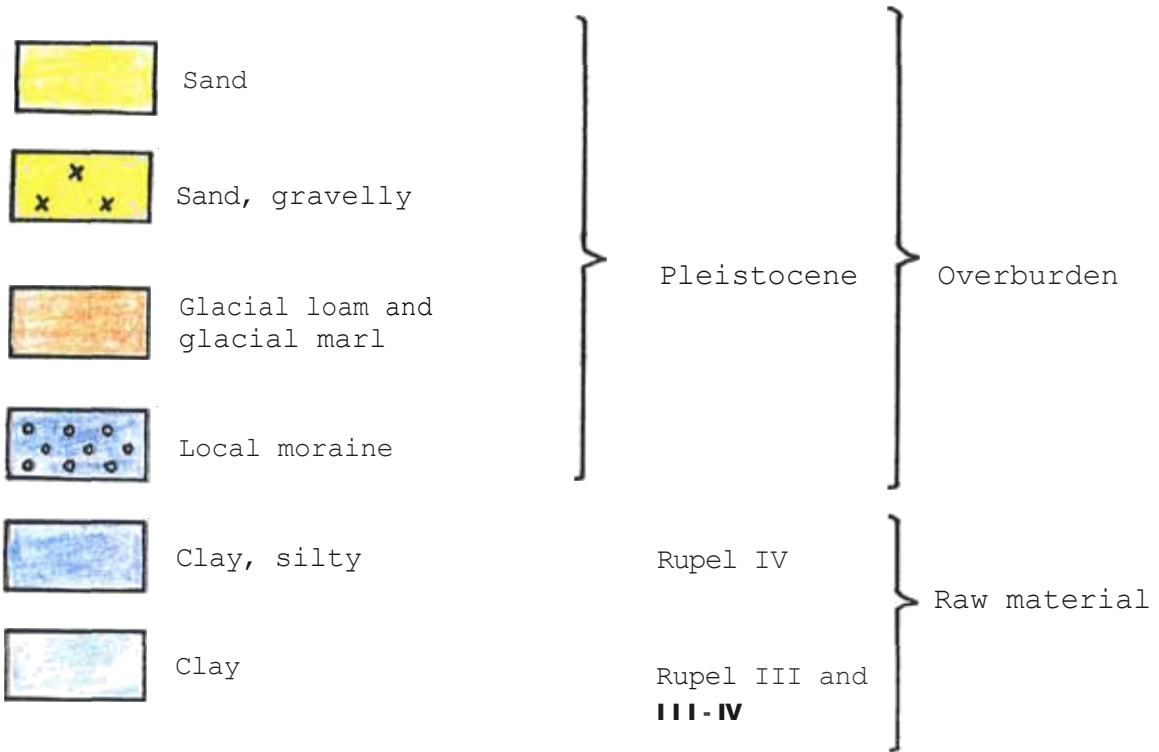 Sand
Sand, gravelly
Glacial loam and
glacial marl
Local moraine
Pleistocene
Overburden
Clay, silty
Rupel IV
Clay
Rupel III and
III-IV
Raw material